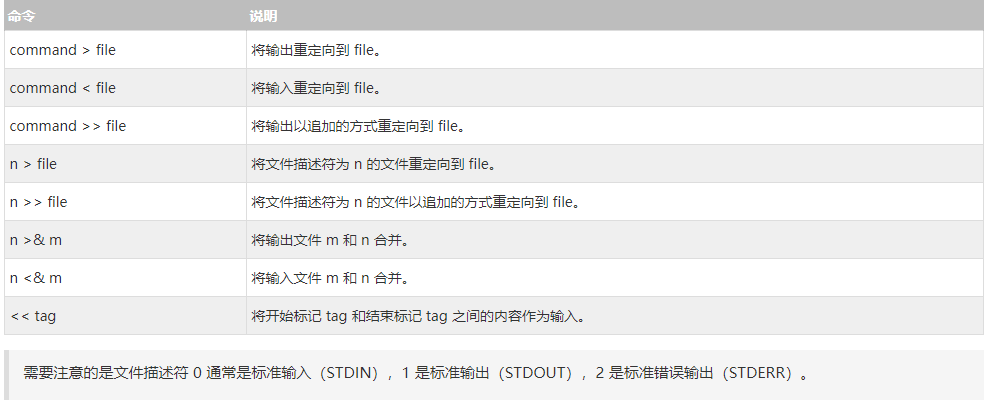 命令 说明
command > file 将输出重定向到 file。
command < file 将输入重定向到 file。
command >> file 将输出以追加的方式重定向到 file。
n > file 将文件描述符为 n 的文件重定向到 file。
n >> file 将文件描述符为 n 的文件以追加的方式重定向到 file。
n >& m 将输出文件 m 和 n 合并。
n <& m 将输入文件 m 和 n 合并。
<< tag 将开始标记 tag 和结束标记 tag 之间的内容作为输入。
需要注意的是文件描述符 0 通常是标准输入（STDIN），1 是标准输出（STDOUT），2 是标准错误输出（STDERR）。